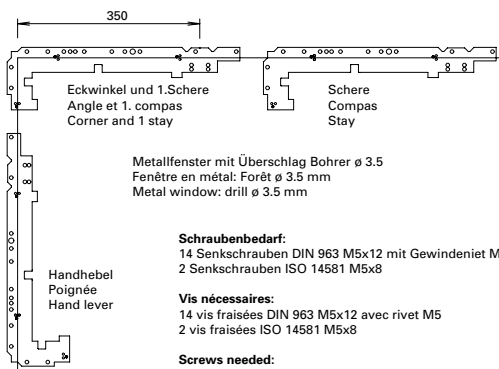 350
Eckwinkel und 1.Schere
Angle et 1. compas
Corner and 1 stay
Schere
Compas
Stay
Metallfenster mit Überschlag Bohrer ø 3.5
Fenêtre en métal: Forêt ø 3.5 mm
Metal window: drill ø 3.5 mm
Handhebel
Poignée
Hand lever
Schraubenbedarf:
14 Senkschrauben DIN 963 M5x12 mit Gewindeniet M
2 Senkschrauben ISO 14581 M5x8
Vis nécessaires:
14 vis fraisées DIN 963 M5x12 avec rivet M5
2 vis fraisées ISO 14581 M5x8
Screws needed: